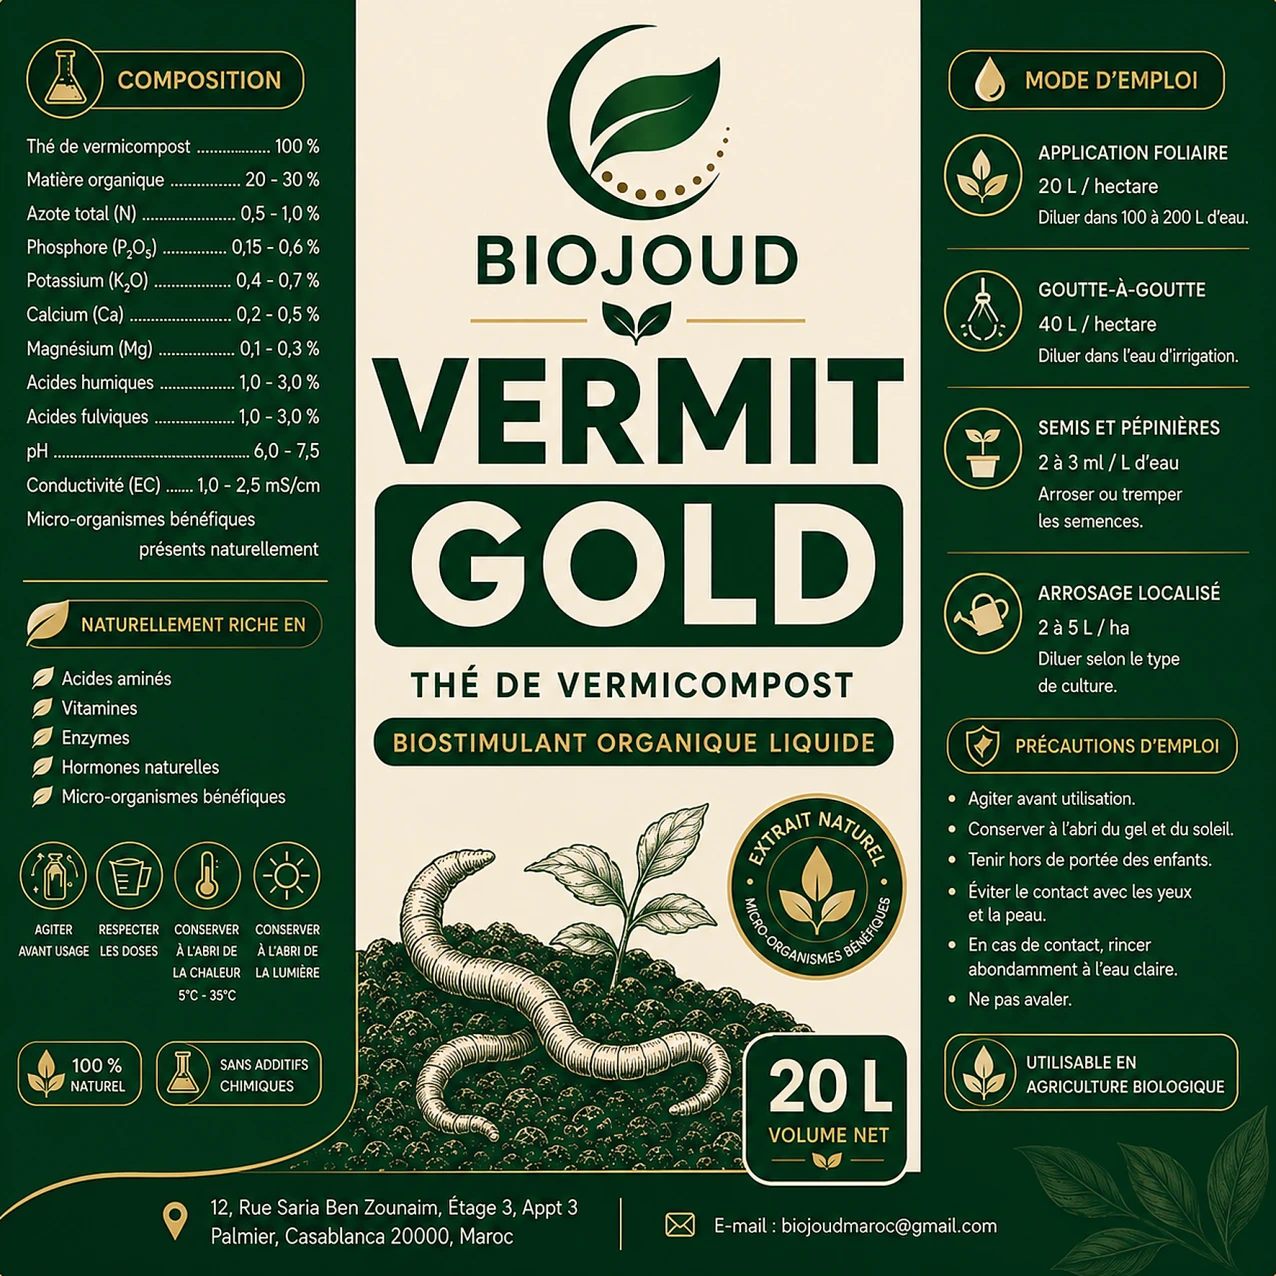 COMPOSITION
Thé de vermicompost .................. 100 %
Matière organique ................ 20 - 30 %
Azote total (N) ..................... 0,5 - 1,0 %
Phosphore (P₂O₅) .............. 0,15 - 0,6 %
Potassium (K₂O) ................. 0,4 - 0,7 %
Calcium (Ca) ...................... 0,2 - 0,5 %
Magnésium (Mg) ................. 0,1 - 0,3 %
Acides humiques ................. 1,0 - 3,0 %
Acides fulviques .................. 1,0 - 3,0 %
pH ............................................. 6,0 - 7,5
Conductivité (EC) ...... 1,0 - 2,5 mS/cm
Micro-organismes bénéfiques
présents naturellement
NATURELLEMENT RICHE EN
Acides aminés
Vitamines
Enzymes
Hormones naturelles
Micro-organismes bénéfiques
AGITER
AVANT USAGE
RESPECTER
LES DOSES
CONSERVER
À L'ABRI DE
LA CHALEUR
5°C - 35°C
CONSERVER
À L'ABRI DE
LA LUMIÈRE
100 %
NATUREL
SANS ADDITIFS
CHIMIQUES
BIOJOUD
VERMIT
GOLD
THÉ DE VERMICOMPOST
BIOSTIMULANT ORGANIQUE LIQUIDE
EXTRAIT NATUREL
MICRO-ORGANISMES BÉNÉFIQUES
20 L
VOLUME NET
MODE D'EMPLOI
APPLICATION FOLIAIRE
20 L / hectare
Diluer dans 100 à 200 L d'eau.
GOUTTE-À-GOUTTE
40 L / hectare
Diluer dans l'eau d'irrigation.
SEMIS ET PÉPINIÈRES
2 à 3 ml / L d'eau
Arroser ou tremper
les semences.
ARROSAGE LOCALISÉ
2 à 5 L / ha
Diluer selon le type
de culture.
PRÉCAUTIONS D'EMPLOI
• Agiter avant utilisation.
• Conserver à l'abri du gel et du soleil.
• Tenir hors de portée des enfants.
• Éviter le contact avec les yeux
et la peau.
• En cas de contact, rincer
abondamment à l'eau claire.
• Ne pas avaler.
UTILISABLE EN
AGRICULTURE BIOLOGIQUE
12, Rue Saria Ben Zounaim, Étage 3, Appt 3
Palmier, Casablanca 20000, Maroc
E-mail : biojoudmaroc@gmail.com